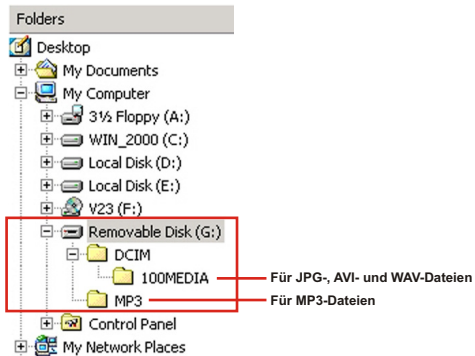 Folders
Desktop
My Documents
My Computer
3½ Floppy (A:)
WIN_2000 (C:)
Local Disk (D:)
Local Disk (E:)
V23 (F:)
Removable Disk (G:)
DCIM
100MEDIA Für JPG-, AVI- und WAV-Dateien
MP3 Für MP3-Dateien
Control Panel
My Network Places